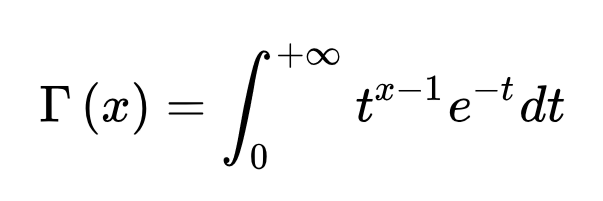 Γ (x) = ∫₀^{+∞} t^{x−1} e^{−t} dt